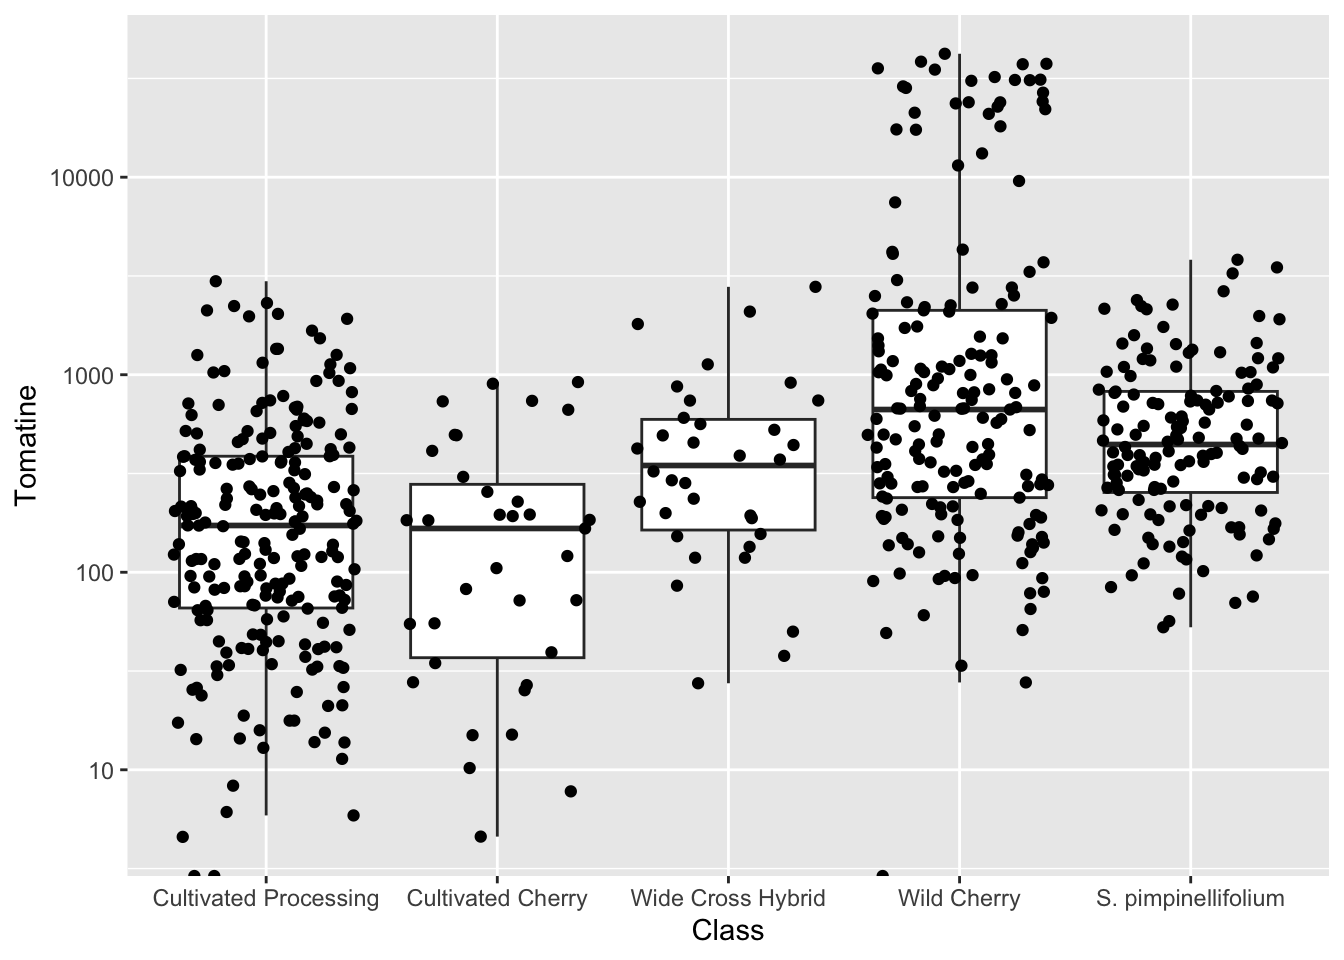 Tomatine
10000
1000
100
10
Cultivated Processing
Cultivated Cherry
Wide Cross Hybrid
Wild Cherry
S. pimpinellifolium
Class